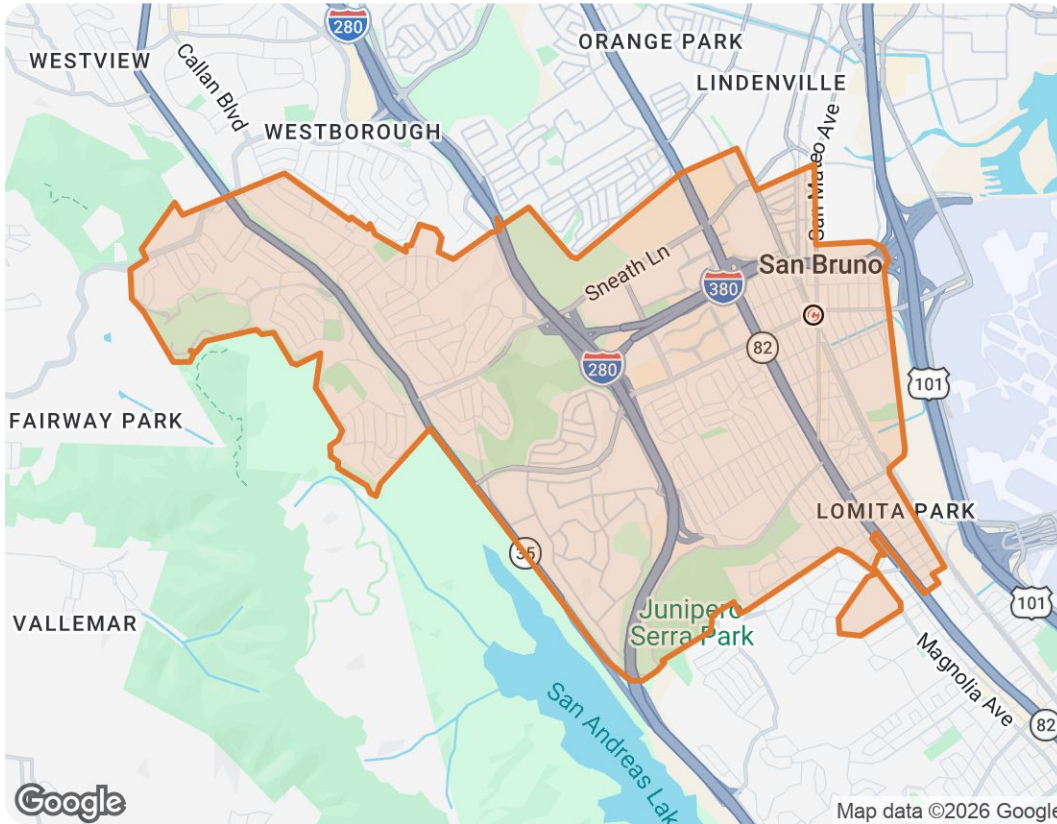 280
WESTVIEW
Callan Blvd
ORANGE PARK
LINDENVILLE
WESTBOROUGH
San Mateo Ave
Sneath Ln
San Bruno
380
82
280
101
FAIRWAY PARK
LOMITA PARK
35
101
VALLEMAR
Junipero
Serra Park
Magnolia Ave
San Andreas Lak
82
Google
Map data ©2026 Google